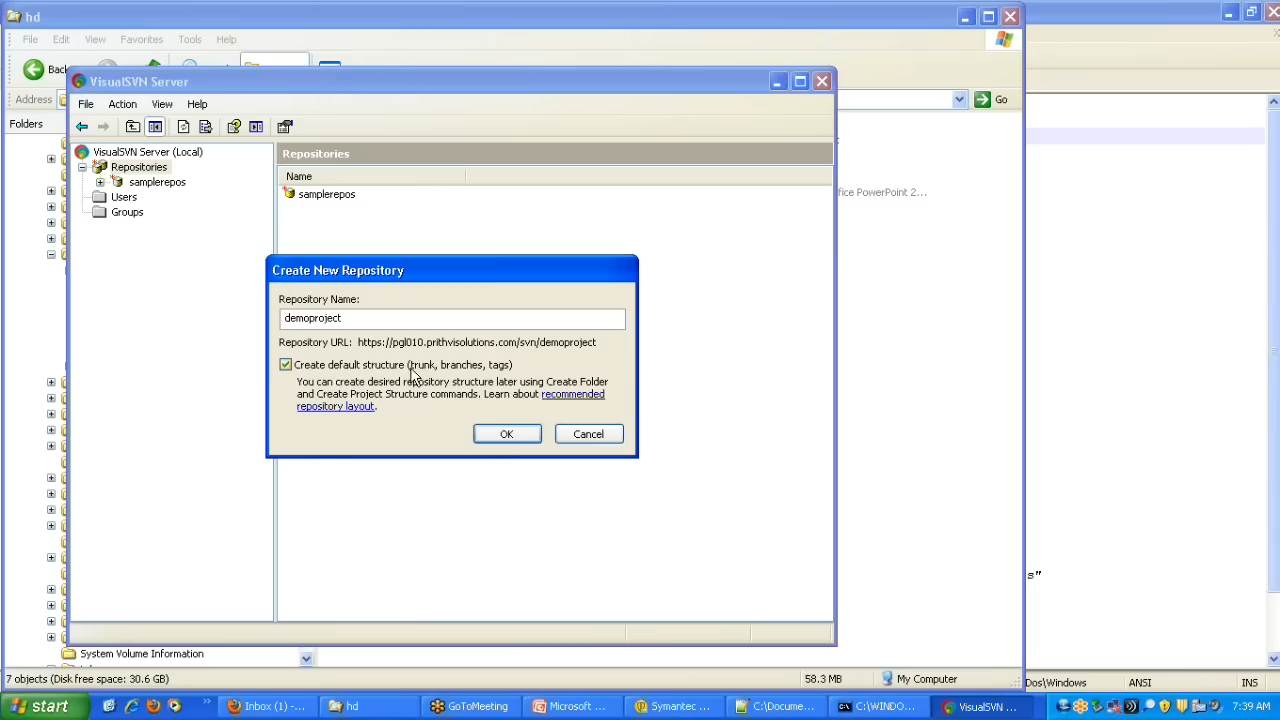 hd
File Edit View Favorites Tools Help
Back
Address
Go
Folders
VisualSVN Server
File Action View Help
VisualSVN Server (Local)
Repositories
samplerepos
Users
Groups
Repositories
Name
samplerepos
fice PowerPoint 2...
Create New Repository
Repository Name:
demoproject
Repository URL: https://pgl010.prithvisolutions.com/svn/demoproject
Create default structure (trunk, branches, tags)
You can create desired repository structure later using Create Folder
and Create Project Structure commands. Learn about recommended
repository layout.
OK Cancel
s"
System Volume Information
7 objects (Disk free space: 30.6 GB) 58.3 MB My Computer
Dos\Windows ANSI INS
start Inbox (1) -... hd GoToMeeting Microsoft ... Symantec ... C:\Docume... C:\WINDO... VisualSVN ... 7:39 AM